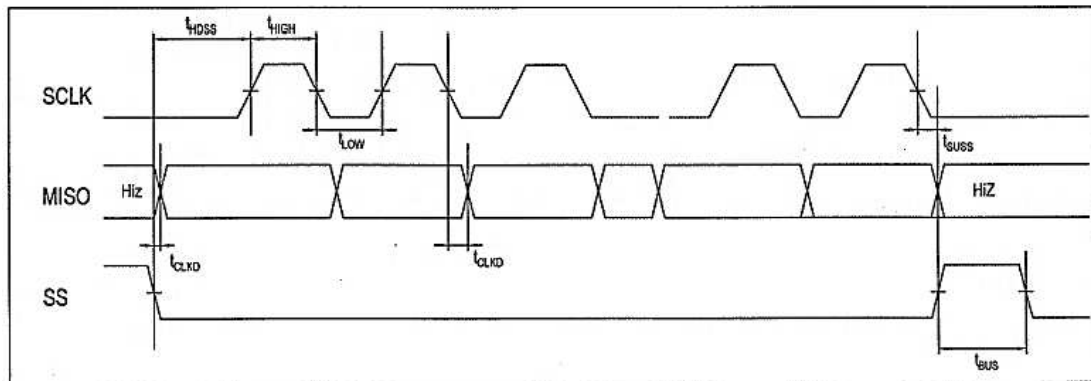 tHDSS tHIGH
SCLK
tLOW
tSUSS
MISO Hiz HiZ
tCLKD tCLKD
SS
tBUS